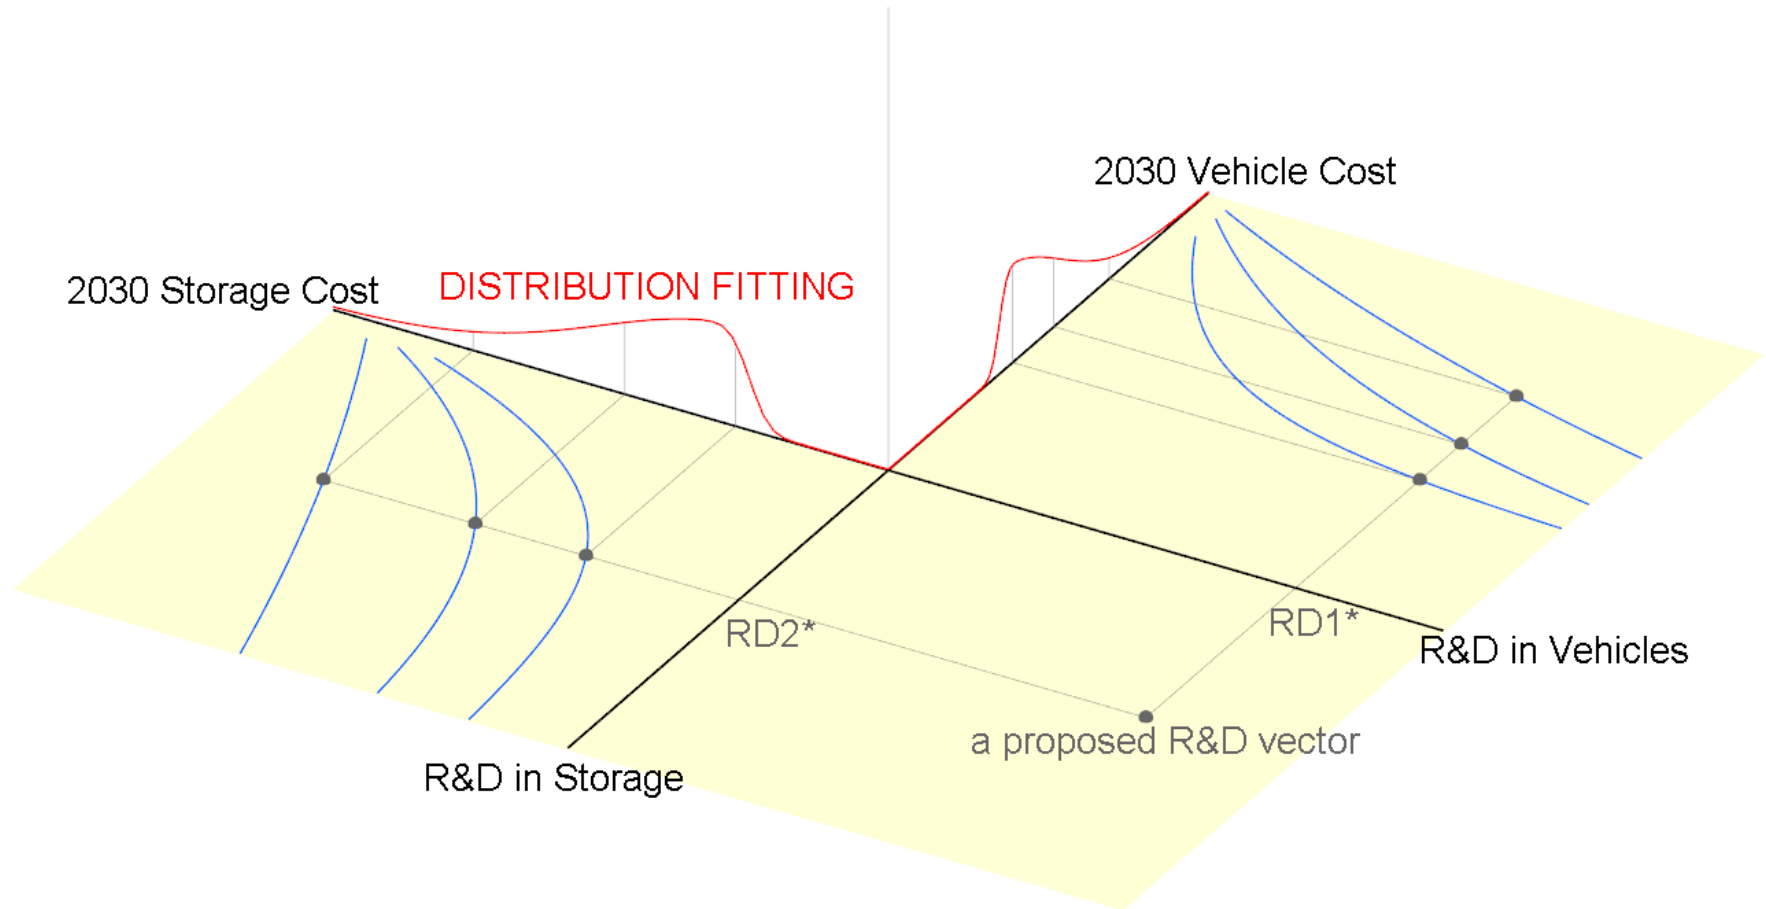 2030 Vehicle Cost
2030 Storage Cost
DISTRIBUTION FITTING
RD2*
RD1*
R&D in Vehicles
a proposed R&D vector
R&D in Storage